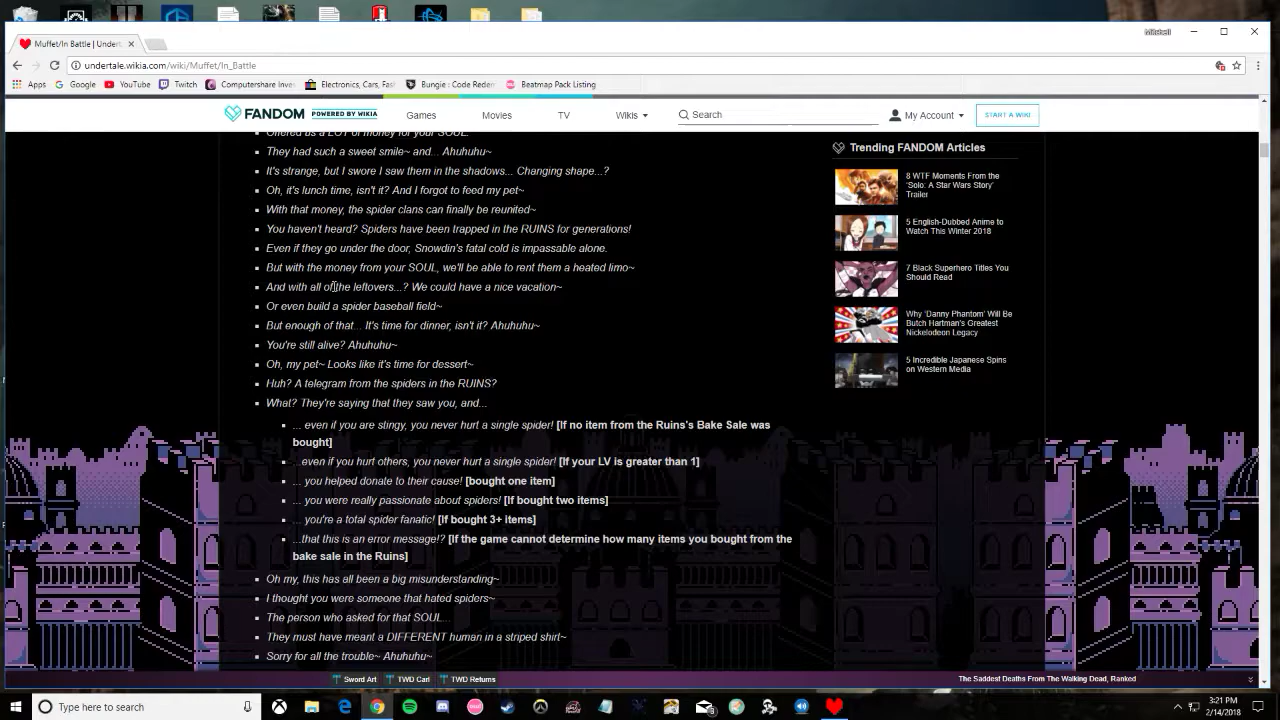 Mitchell
Muffet/In Battle | Undert
undertale.wikia.com/wiki/Muffet/In_Battle
Apps Google YouTube Twitch Computershare Inves Electronics, Cars, Fas Bungie : Code Reder Beatmap Pack Listing
FANDOM POWERED BY WIKIA Games Movies TV Wikis Search My Account START A WIKI
Offered us a LOT of money for your SOUL.
They had such a sweet smile~ and... Ahuhuhu~
It's strange, but I swore I saw them in the shadows... Changing shape...?
Oh, it's lunch time, isn't it? And I forgot to feed my pet~
With that money, the spider clans can finally be reunited~
You haven't heard? Spiders have been trapped in the RUINS for generations!
Even if they go under the door, Snowdin's fatal cold is impassable alone.
But with the money from your SOUL, we'll be able to rent them a heated limo~
And with all of the leftovers...? We could have a nice vacation~
Or even build a spider baseball field~
But enough of that... It's time for dinner, isn't it? Ahuhuhu~
You're still alive? Ahuhuhu~
Oh, my pet~ Looks like it's time for dessert~
Huh? A telegram from the spiders in the RUINS?
What? They're saying that they saw you, and...
... even if you are stingy, you never hurt a single spider! [If no item from the Ruins's Bake Sale was
bought]
...even if you hurt others, you never hurt a single spider! [If your LV is greater than 1]
... you helped donate to their cause! [bought one item]
... you were really passionate about spiders! [If bought two items]
... you're a total spider fanatic! [If bought 3+ items]
...that this is an error message!? [If the game cannot determine how many items you bought from the
bake sale in the Ruins]
Oh my, this has all been a big misunderstanding~
I thought you were someone that hated spiders~
The person who asked for that SOUL...
They must have meant a DIFFERENT human in a striped shirt~
Sorry for all the trouble~ Ahuhuhu~
Trending FANDOM Articles
8 WTF Moments From the
'Solo: A Star Wars Story'
Trailer
5 English-Dubbed Anime to
Watch This Winter 2018
7 Black Superhero Titles You
Should Read
Why 'Danny Phantom' Will Be
Butch Hartman's Greatest
Nickelodeon Legacy
5 Incredible Japanese Spins
on Western Media
Sword Art TWD Carl TWD Returns The Saddest Deaths From The Walking Dead, Ranked
Type here to search
3:21 PM
2/14/2018